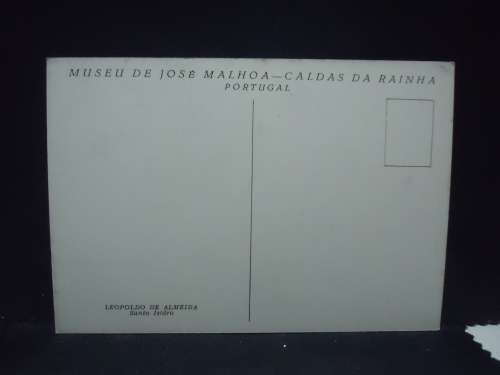 MUSEU DE JOSÉ MALHOA—CALDAS DA RAINHA
PORTUGAL
LEOPOLDO DE ALMEIDA
Santo Isidro